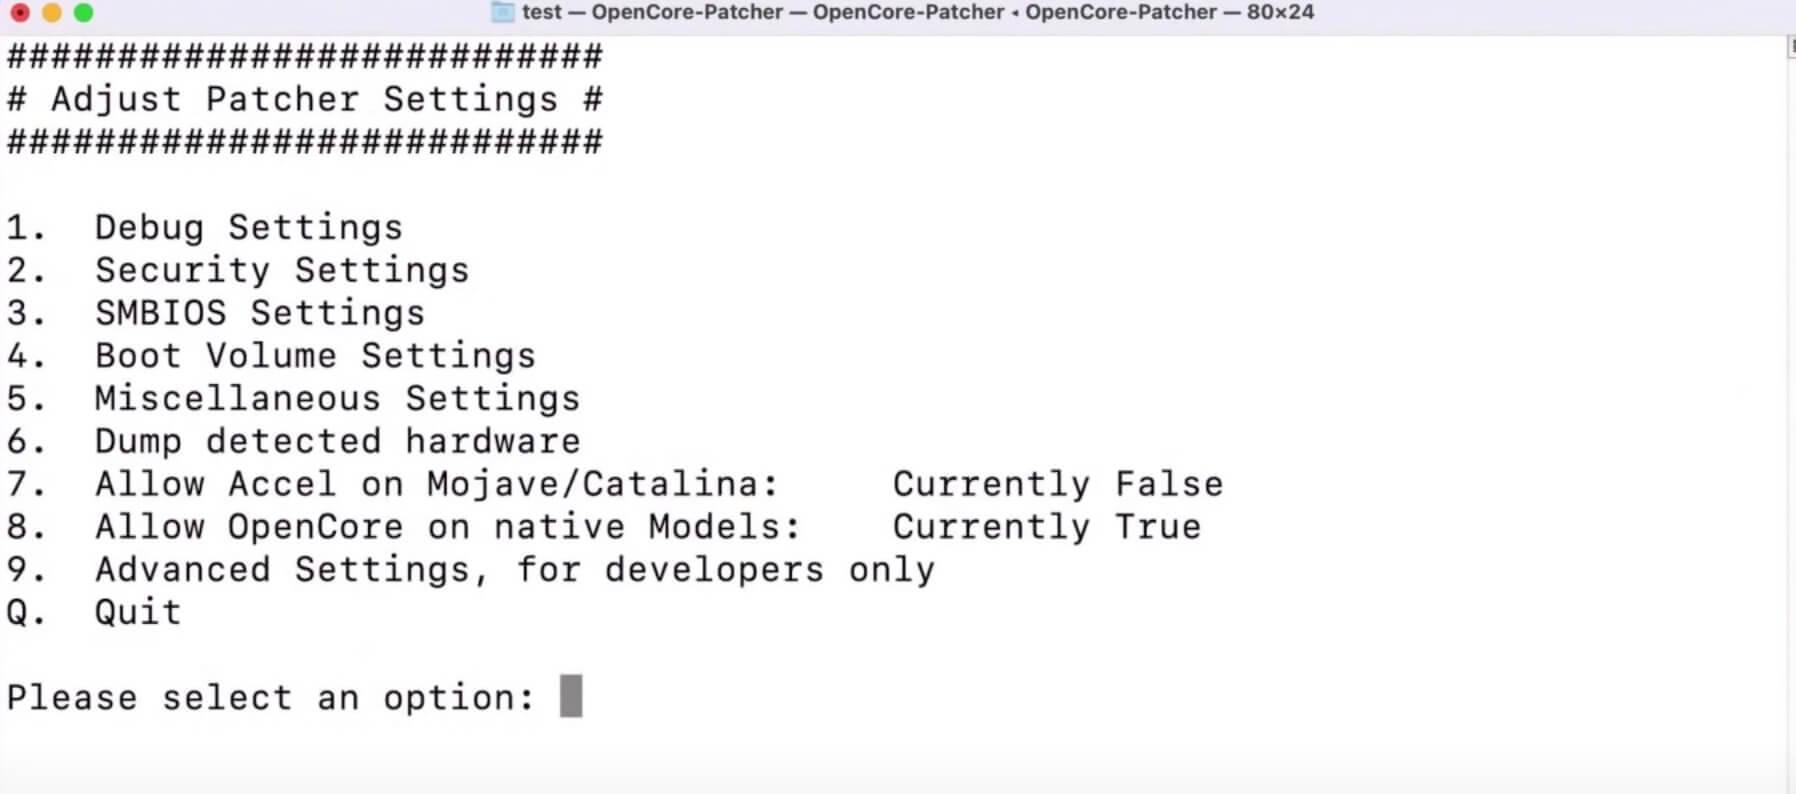 test — OpenCore-Patcher — OpenCore-Patcher ◂ OpenCore-Patcher — 80×24
###########################
# Adjust Patcher Settings #
###########################
1. Debug Settings
2. Security Settings
3. SMBIOS Settings
4. Boot Volume Settings
5. Miscellaneous Settings
6. Dump detected hardware
7. Allow Accel on Mojave/Catalina: Currently False
8. Allow OpenCore on native Models: Currently True
9. Advanced Settings, for developers only
Q. Quit
Please select an option: